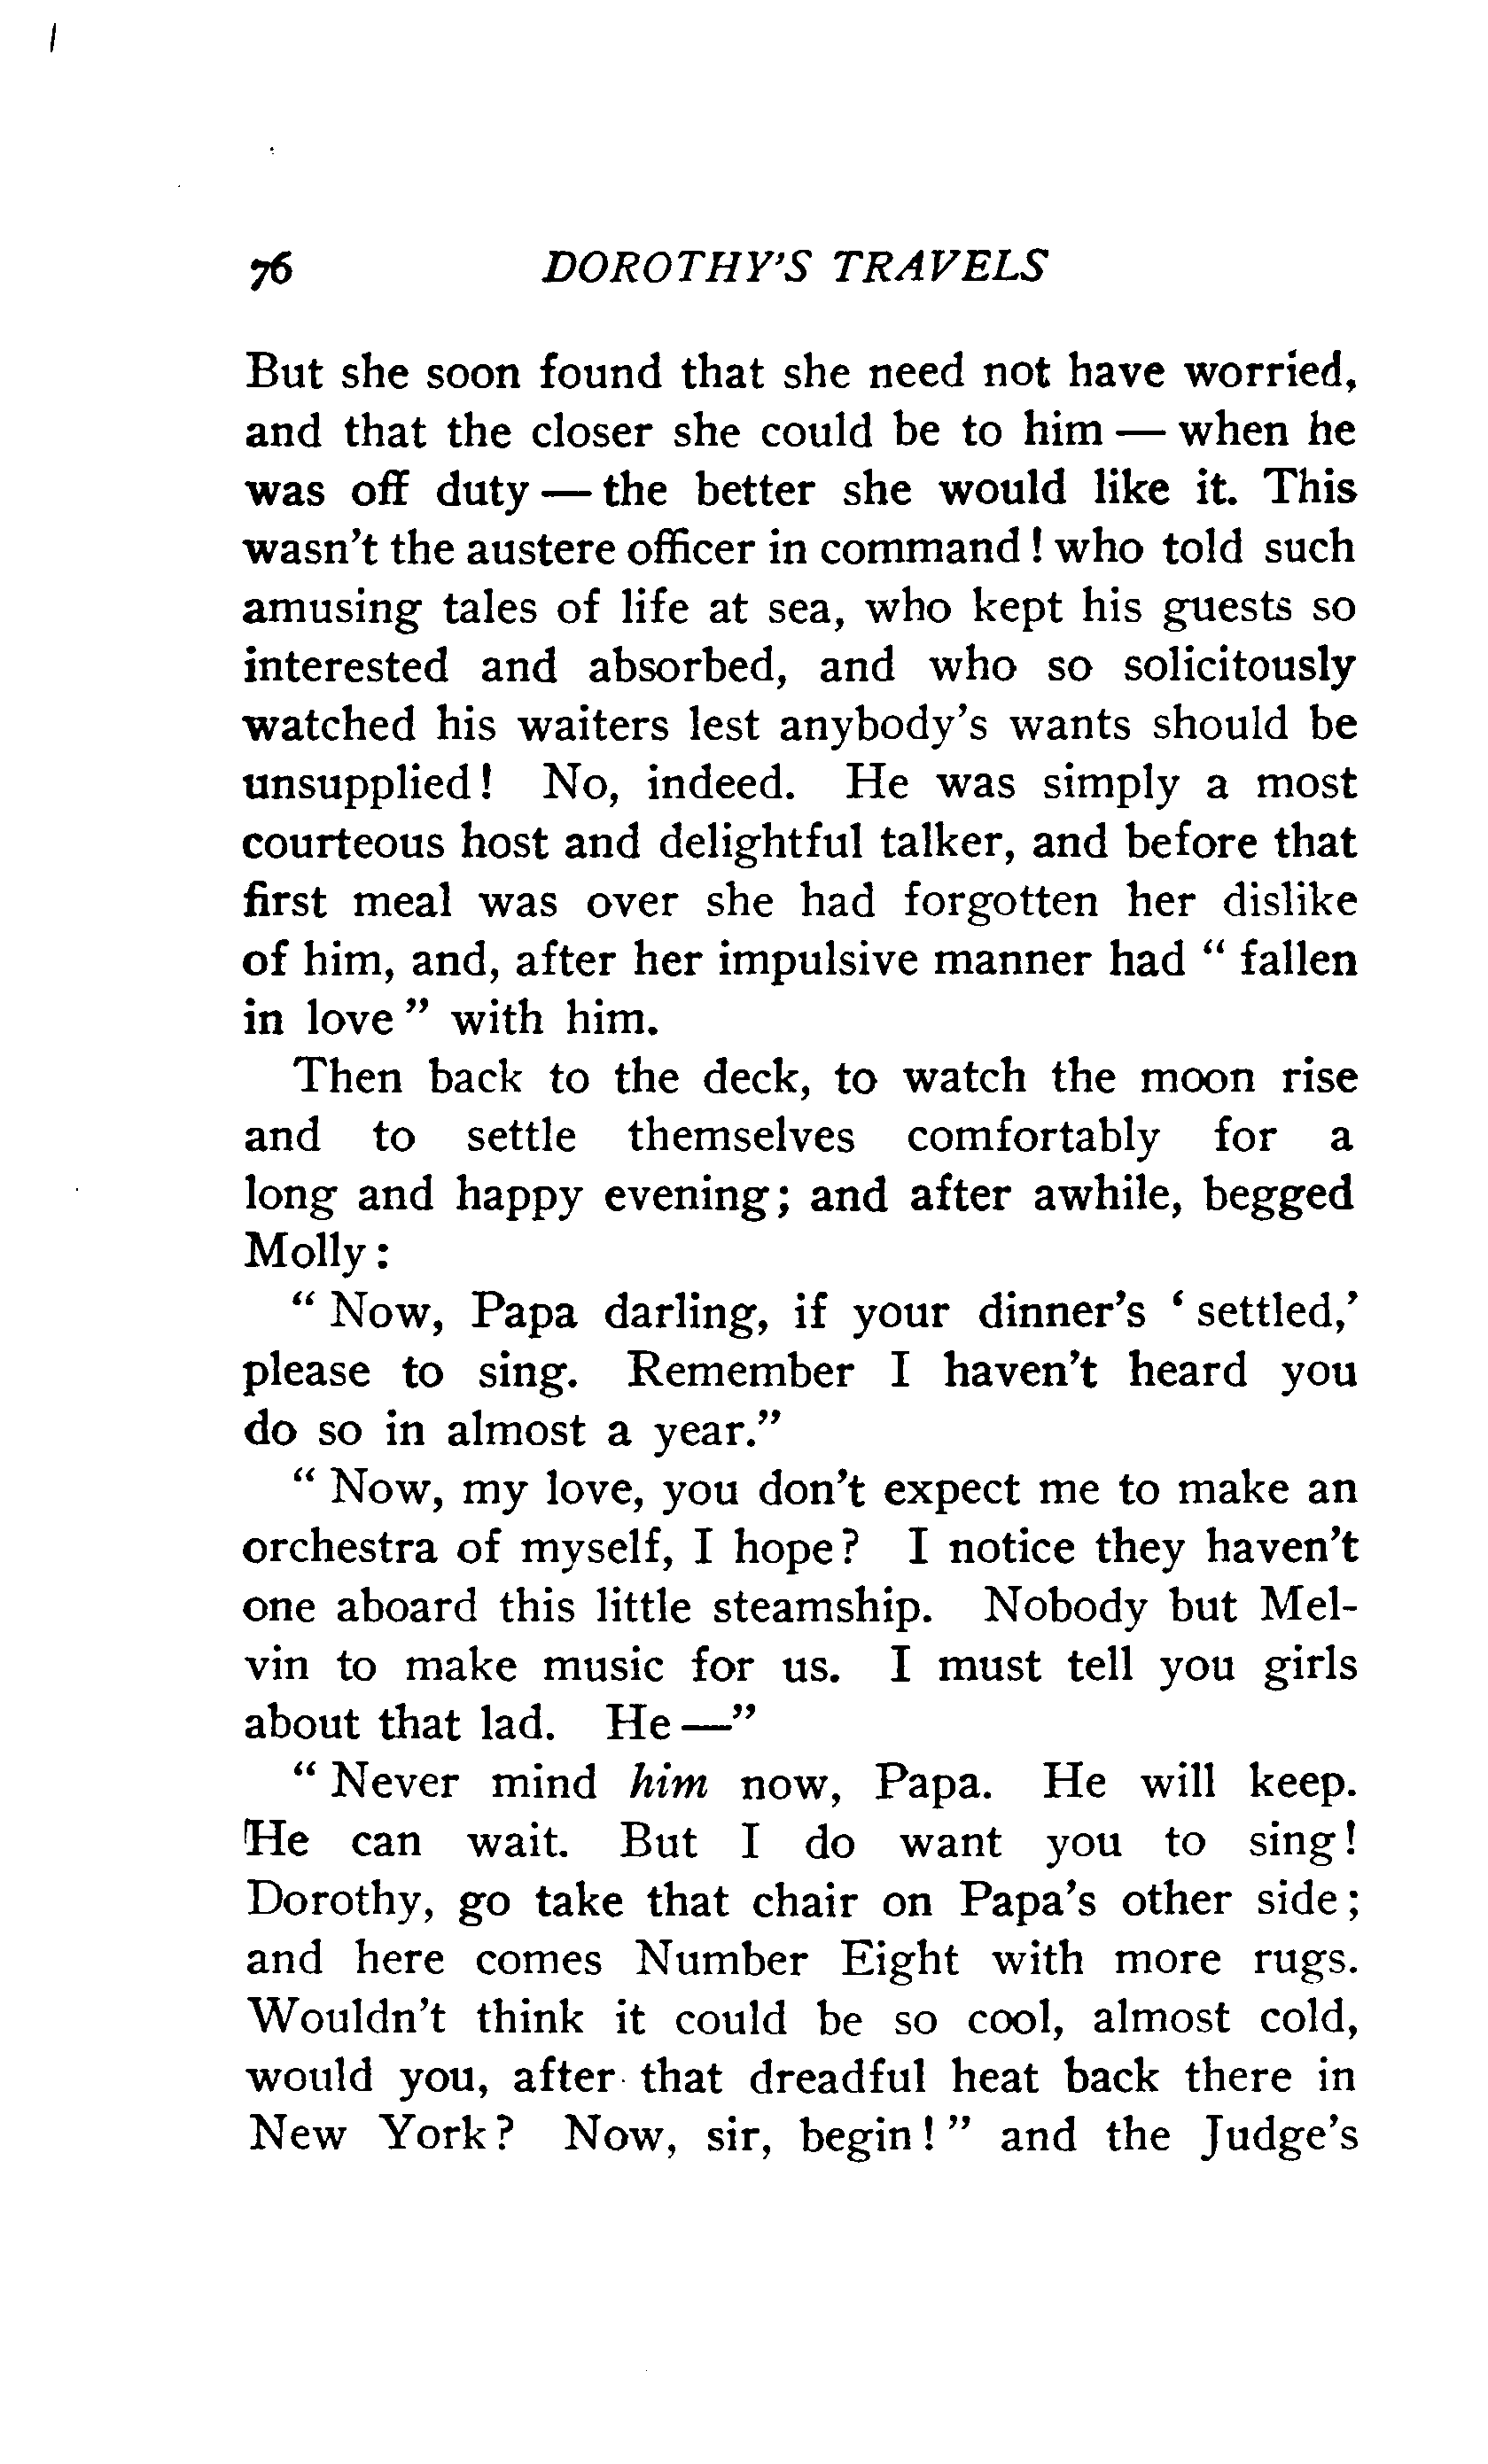 76 DOROTHY'S TRAVELS
But she soon found that she need not have worried,
and that the closer she could be to him — when he
was off duty — the better she would like it. This
wasn't the austere officer in command! who told such
amusing tales of life at sea, who kept his guests so
interested and absorbed, and who so solicitously
watched his waiters lest anybody's wants should be
unsupplied! No, indeed. He was simply a most
courteous host and delightful talker, and before that
first meal was over she had forgotten her dislike
of him, and, after her impulsive manner had " fallen
in love " with him.
Then back to the deck, to watch the moon rise
and to settle themselves comfortably for a
long and happy evening; and after awhile, begged
Molly:
" Now, Papa darling, if your dinner's ' settled,'
please to sing. Remember I haven't heard you
do so in almost a year."
" Now, my love, you don't expect me to make an
orchestra of myself, I hope? I notice they haven't
one aboard this little steamship. Nobody but Mel-
vin to make music for us. I must tell you girls
about that lad. He —"
" Never mind him now, Papa. He will keep.
He can wait. But I do want you to sing!
Dorothy, go take that chair on Papa's other side;
and here comes Number Eight with more rugs.
Wouldn't think it could be so cool, almost cold,
would you, after that dreadful heat back there in
New York? Now, sir, begin! " and the Judge's